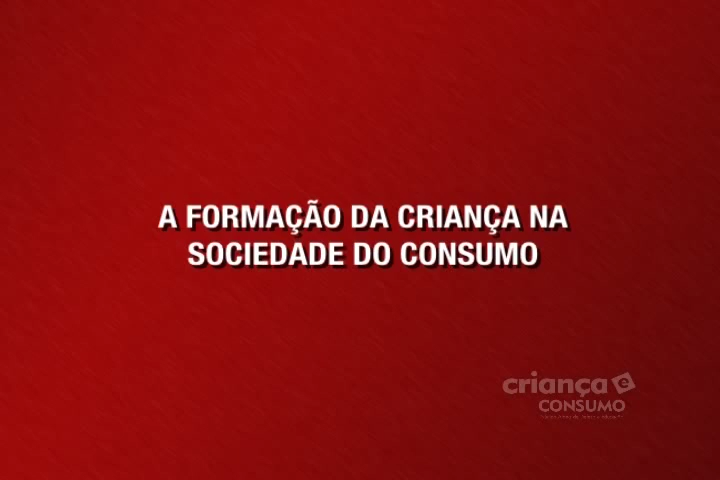 A FORMAÇÃO DA CRIANÇA NA
SOCIEDADE DO CONSUMO
criança e
CONSUMO